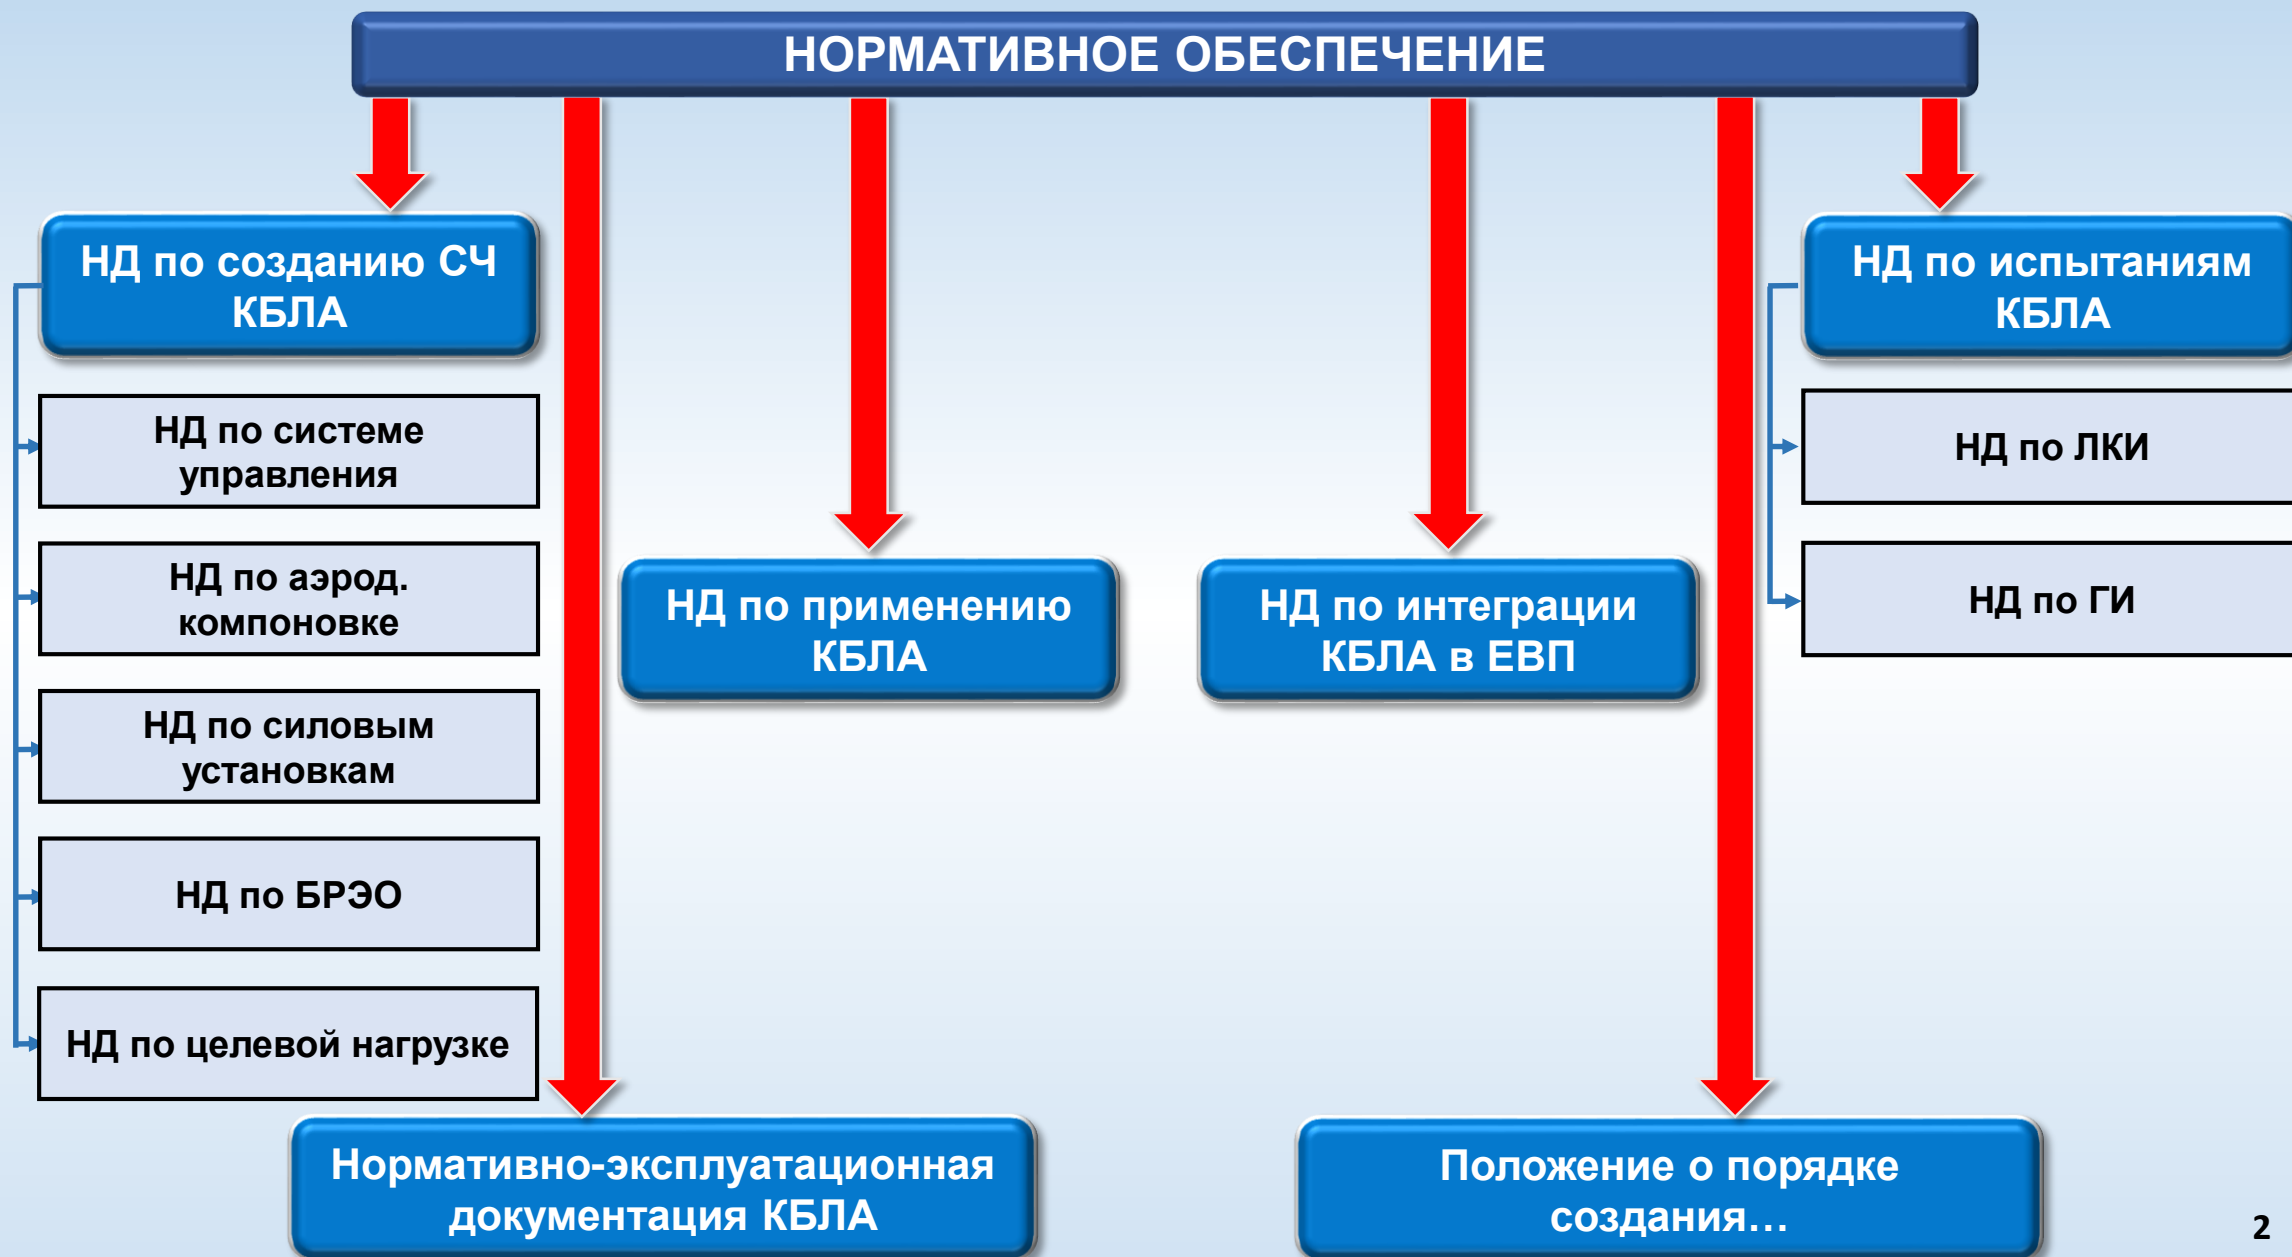 НОРМАТИВНОЕ ОБЕСПЕЧЕНИЕ
НД по созданию СЧ
КБЛА
НД по системе
управления
НД по аэрод.
компоновке
НД по силовым
установкам
НД по БРЭО
НД по целевой нагрузке
НД по применению
КБЛА
НД по интеграции
КБЛА в ЕВП
НД по испытаниям
КБЛА
НД по ЛКИ
НД по ГИ
Нормативно-эксплуатационная
документация КБЛА
Положение о порядке
создания…
2